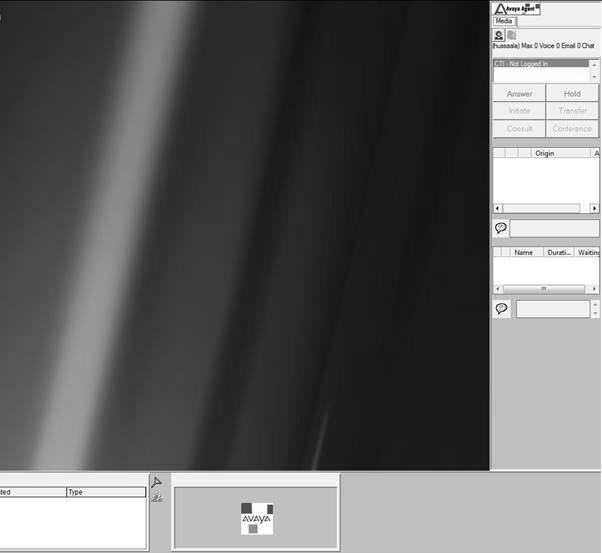 Avaya Agent
Media
(hussaala) Max 0 Voice 0 Email 0 Chat
CTI - Not Logged In
Answer Hold
Initiate Transfer
Consult Conference
Origin A
Name Durati... Waiting
ted Type
AVAYA